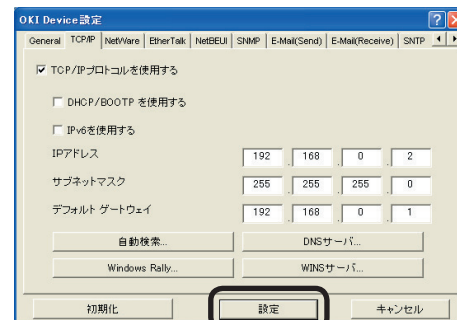 OKI Device設定
General TCP/IP NetWare EtherTalk NetBEUI SNMP E-Mail(Send) E-Mail(Receive) SNTP
TCP/IPプロトコルを使用する
DHCP/BOOTP を使用する
IPv6を使用する
IPアドレス 192 . 168 . 0 . 2
サブネットマスク 255 . 255 . 255 . 0
デフォルト ゲートウェイ 192 . 168 . 0 . 1
自動検索... DNSサーバ...
Windows Rally... WINSサーバ...
初期化 設定 キャンセル